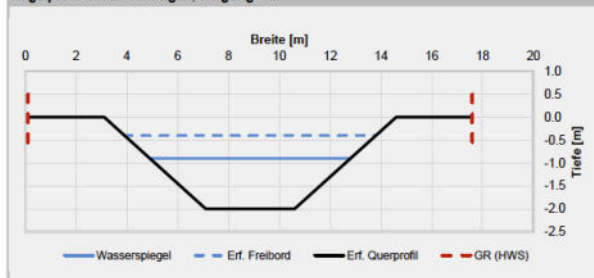 Breite [m]
0 2 4 6 8 10 12 14 16 18 20
1.0
0.5
0.0
-0.5
-1.0
-1.5
-2.0
-2.5
Tiefe [m]
Wasserspiegel Erf. Freibord Erf. Querprofil GR (HWS)